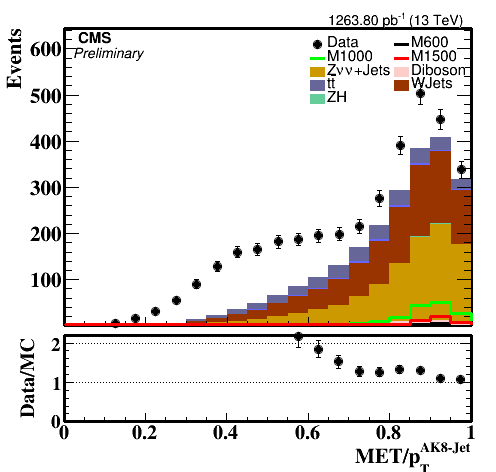 1263.80 pb⁻¹ (13 TeV)
CMS
Preliminary
Data
M600
M1000
M1500
Zνν+Jets
Diboson
tt
WJets
ZH
Events
600
500
400
300
200
100
Data/MC
2
1
0
0 0.2 0.4 0.6 0.8 1
MET/p_T^AK8-Jet